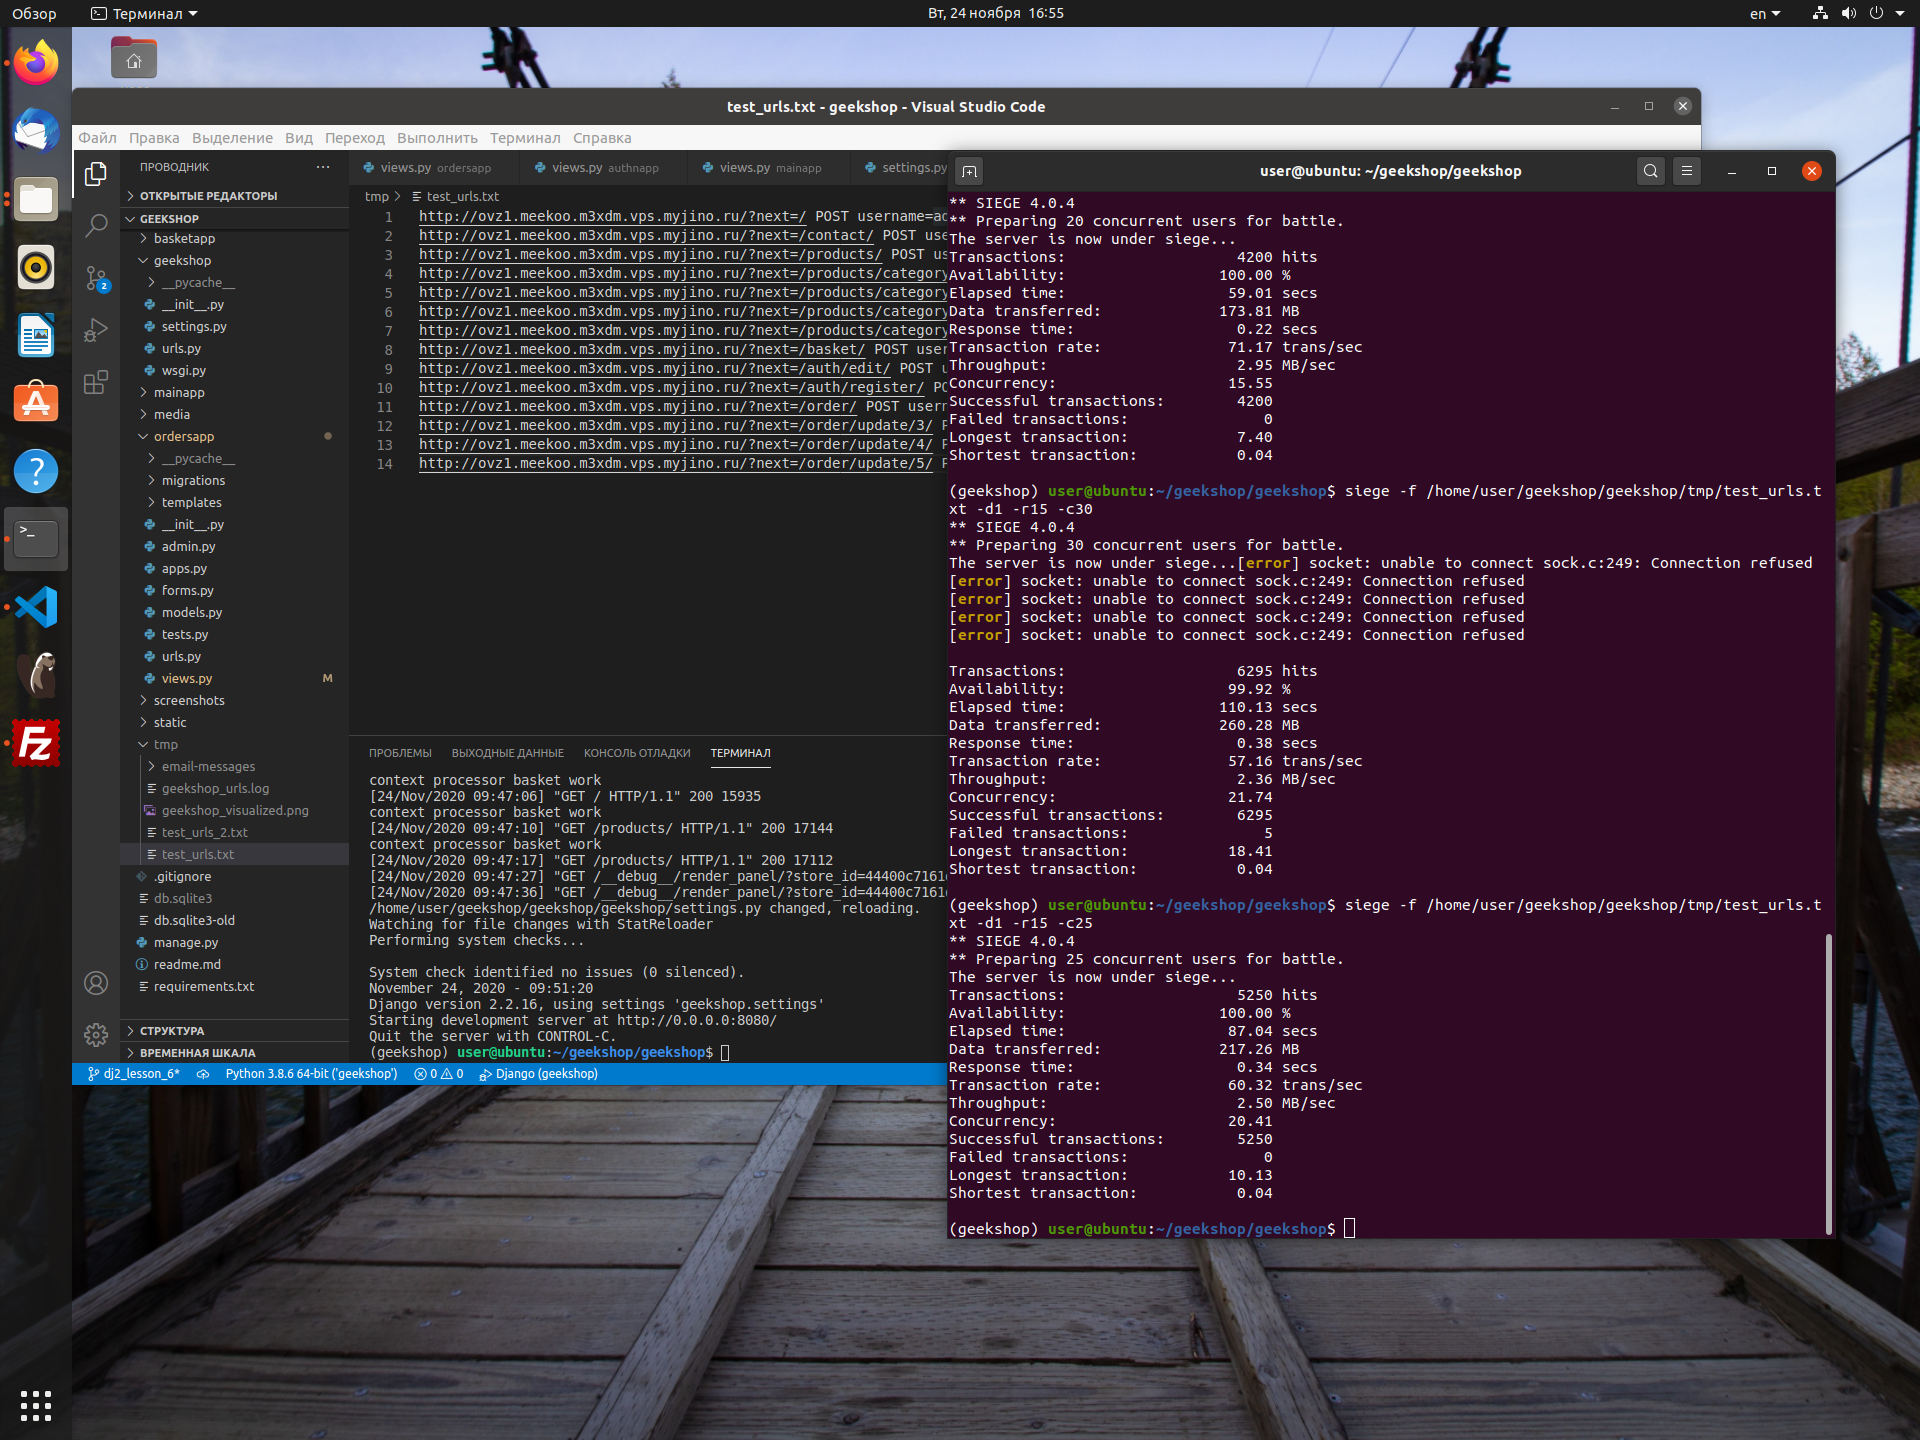 Обзор
Терминал
Вт, 24 ноября 16:55
en
test_urls.txt - geekshop - Visual Studio Code
Файл Правка Выделение Вид Переход Выполнить Терминал Справка
ПРОВОДНИК
ОТКРЫТЫЕ РЕДАКТОРЫ
GEEKSHOP
basketapp
geekshop
__pycache__
__init__.py
settings.py
urls.py
wsgi.py
mainapp
media
ordersapp
__pycache__
migrations
templates
__init__.py
admin.py
apps.py
forms.py
models.py
tests.py
urls.py
views.py M
screenshots
static
tmp
email-messages
geekshop_urls.log
geekshop_visualized.png
test_urls_2.txt
test_urls.txt
.gitignore
db.sqlite3
db.sqlite3-old
manage.py
readme.md
requirements.txt
СТРУКТУРА
ВРЕМЕННАЯ ШКАЛА
2
views.py ordersapp views.py authnapp views.py mainapp settings.py
tmp > test_urls.txt
1 http://ovz1.meekoo.m3xdm.vps.myjino.ru/?next=/ POST username=ad
2 http://ovz1.meekoo.m3xdm.vps.myjino.ru/?next=/contact/ POST use
3 http://ovz1.meekoo.m3xdm.vps.myjino.ru/?next=/products/ POST us
4 http://ovz1.meekoo.m3xdm.vps.myjino.ru/?next=/products/category
5 http://ovz1.meekoo.m3xdm.vps.myjino.ru/?next=/products/category
6 http://ovz1.meekoo.m3xdm.vps.myjino.ru/?next=/products/category
7 http://ovz1.meekoo.m3xdm.vps.myjino.ru/?next=/products/category
8 http://ovz1.meekoo.m3xdm.vps.myjino.ru/?next=/basket/ POST user
9 http://ovz1.meekoo.m3xdm.vps.myjino.ru/?next=/auth/edit/ POST u
10 http://ovz1.meekoo.m3xdm.vps.myjino.ru/?next=/auth/register/ PO
11 http://ovz1.meekoo.m3xdm.vps.myjino.ru/?next=/order/ POST usern
12 http://ovz1.meekoo.m3xdm.vps.myjino.ru/?next=/order/update/3/ P
13 http://ovz1.meekoo.m3xdm.vps.myjino.ru/?next=/order/update/4/ P
14 http://ovz1.meekoo.m3xdm.vps.myjino.ru/?next=/order/update/5/ P
ПРОБЛЕМЫ ВЫХОДНЫЕ ДАННЫЕ КОНСОЛЬ ОТЛАДКИ ТЕРМИНАЛ
context processor basket work
[24/Nov/2020 09:47:06] "GET / HTTP/1.1" 200 15935
context processor basket work
[24/Nov/2020 09:47:10] "GET /products/ HTTP/1.1" 200 17144
context processor basket work
[24/Nov/2020 09:47:17] "GET /products/ HTTP/1.1" 200 17112
[24/Nov/2020 09:47:27] "GET /__debug__/render_panel/?store_id=44400c7161
[24/Nov/2020 09:47:36] "GET /__debug__/render_panel/?store_id=44400c7161
/home/user/geekshop/geekshop/geekshop/settings.py changed, reloading.
Watching for file changes with StatReloader
Performing system checks...
System check identified no issues (0 silenced).
November 24, 2020 - 09:51:20
Django version 2.2.16, using settings 'geekshop.settings'
Starting development server at http://0.0.0.0:8080/
Quit the server with CONTROL-C.
(geekshop) user@ubuntu:~/geekshop/geekshop$
dj2_lesson_6* Python 3.8.6 64-bit ('geekshop') 0 0 Django (geekshop)
user@ubuntu: ~/geekshop/geekshop
** SIEGE 4.0.4
** Preparing 20 concurrent users for battle.
The server is now under siege...
Transactions: 4200 hits
Availability: 100.00 %
Elapsed time: 59.01 secs
Data transferred: 173.81 MB
Response time: 0.22 secs
Transaction rate: 71.17 trans/sec
Throughput: 2.95 MB/sec
Concurrency: 15.55
Successful transactions: 4200
Failed transactions: 0
Longest transaction: 7.40
Shortest transaction: 0.04
(geekshop) user@ubuntu:~/geekshop/geekshop$ siege -f /home/user/geekshop/geekshop/tmp/test_urls.t
xt -d1 -r15 -c30
** SIEGE 4.0.4
** Preparing 30 concurrent users for battle.
The server is now under siege...[error] socket: unable to connect sock.c:249: Connection refused
[error] socket: unable to connect sock.c:249: Connection refused
[error] socket: unable to connect sock.c:249: Connection refused
[error] socket: unable to connect sock.c:249: Connection refused
[error] socket: unable to connect sock.c:249: Connection refused
Transactions: 6295 hits
Availability: 99.92 %
Elapsed time: 110.13 secs
Data transferred: 260.28 MB
Response time: 0.38 secs
Transaction rate: 57.16 trans/sec
Throughput: 2.36 MB/sec
Concurrency: 21.74
Successful transactions: 6295
Failed transactions: 5
Longest transaction: 18.41
Shortest transaction: 0.04
(geekshop) user@ubuntu:~/geekshop/geekshop$ siege -f /home/user/geekshop/geekshop/tmp/test_urls.t
xt -d1 -r15 -c25
** SIEGE 4.0.4
** Preparing 25 concurrent users for battle.
The server is now under siege...
Transactions: 5250 hits
Availability: 100.00 %
Elapsed time: 87.04 secs
Data transferred: 217.26 MB
Response time: 0.34 secs
Transaction rate: 60.32 trans/sec
Throughput: 2.50 MB/sec
Concurrency: 20.41
Successful transactions: 5250
Failed transactions: 0
Longest transaction: 10.13
Shortest transaction: 0.04
(geekshop) user@ubuntu:~/geekshop/geekshop$